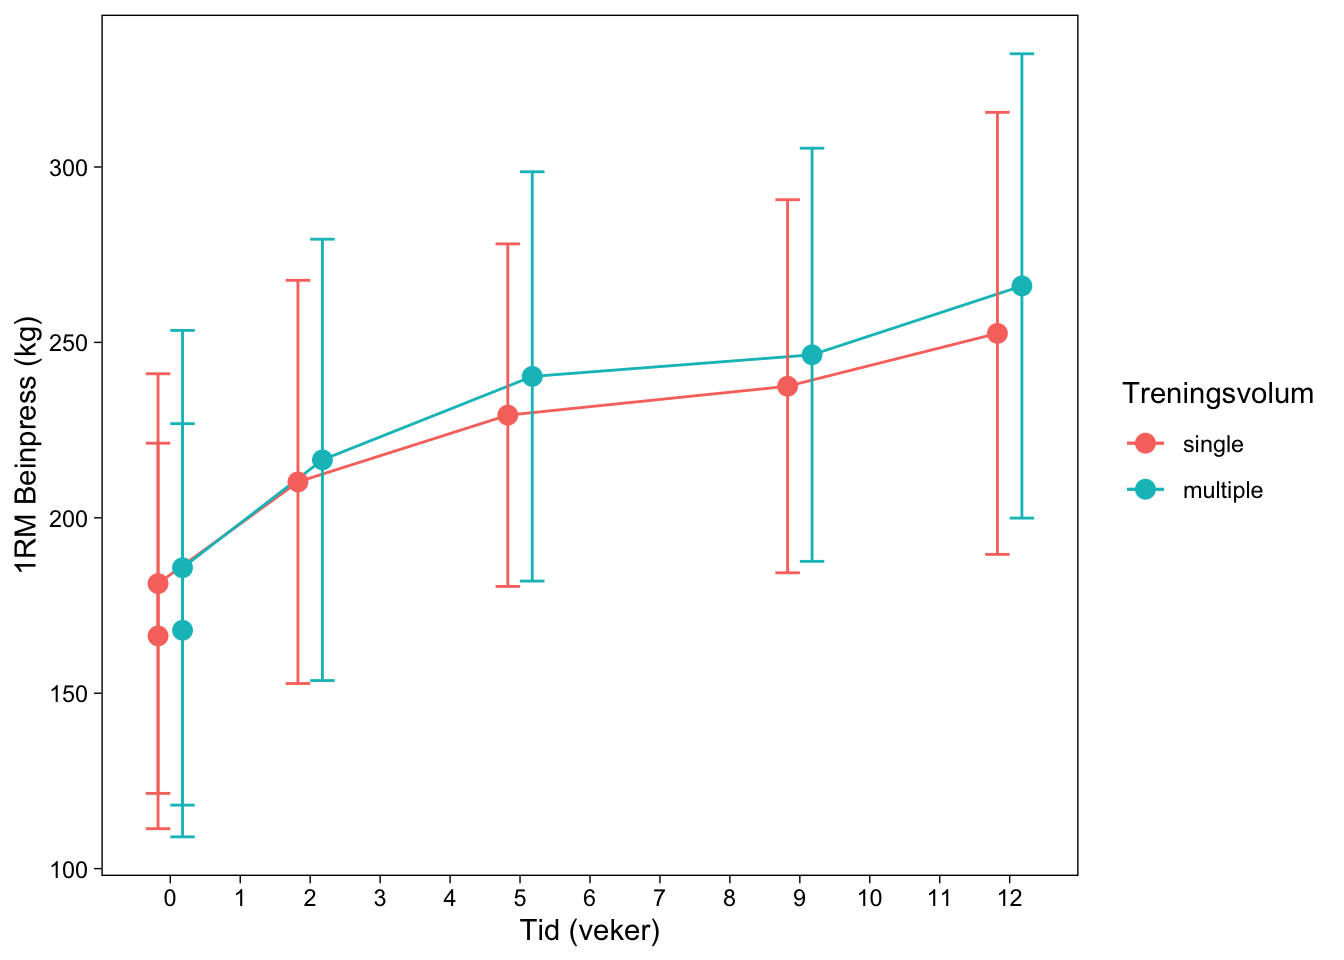 1RM Beinpress (kg)
300
250
200
150
100
0 1 2 3 4 5 6 7 8 9 10 11 12
Tid (veker)
Treningsvolum
single
multiple